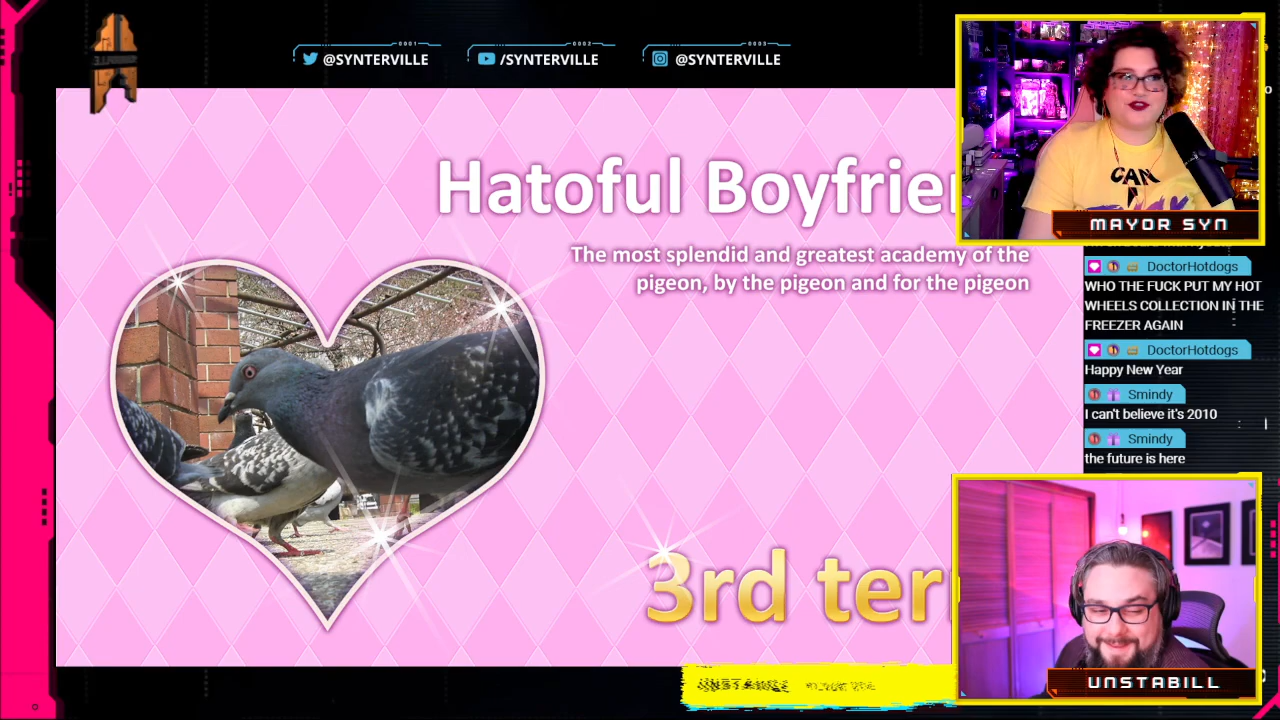 @SYNTERVILLE
/SYNTERVILLE
@SYNTERVILLE
Hatoful Boyfrie
The most splendid and greatest academy of the
pigeon, by the pigeon and for the pigeon
3rd ter
CAN
MAYOR SYN
DoctorHotdogs
WHO THE FUCK PUT MY HOT
WHEELS COLLECTION IN THE
FREEZER AGAIN
DoctorHotdogs
Happy New Year
Smindy
I can't believe it's 2010
Smindy
the future is here
UNSTABILL